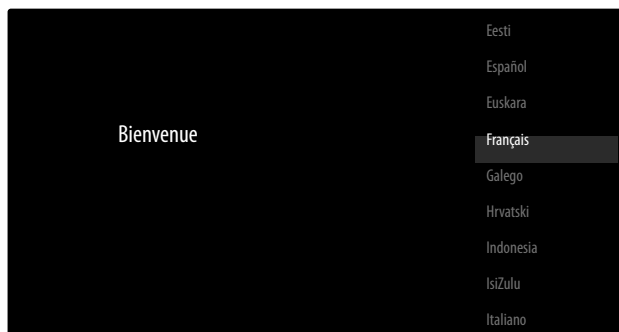 Bienvenue
Eesti
Español
Euskara
Français
Galego
Hrvatski
Indonesia
IsiZulu
Italiano